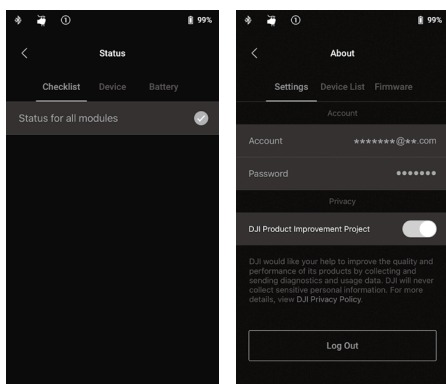 1
99%
Status
Checklist Device Battery
Status for all modules
1
99%
About
Settings Device List Firmware
Account
Account *******@**.com
Password •••••••
Privacy
DJI Product Improvement Project
DJI would like your help to improve the quality and
performance of its products by collecting and
sending diagnostics and usage data. DJI will never
collect sensitive personal information. For more
details, view DJI Privacy Policy.
Log Out